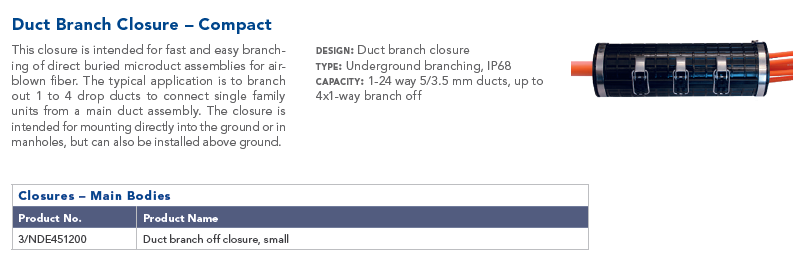 Duct Branch Closure – Compact
This closure is intended for fast and easy branch-
ing of direct buried microduct assemblies for air-
blown fiber. The typical application is to branch
out 1 to 4 drop ducts to connect single family
units from a main duct assembly. The closure is
intended for mounting directly into the ground or in
manholes, but can also be installed above ground.
DESIGN: Duct branch closure
TYPE: Underground branching, IP68
CAPACITY: 1-24 way 5/3.5 mm ducts, up to
4x1-way branch off
Closures – Main Bodies
Product No. Product Name
3/NDE451200 Duct branch off closure, small